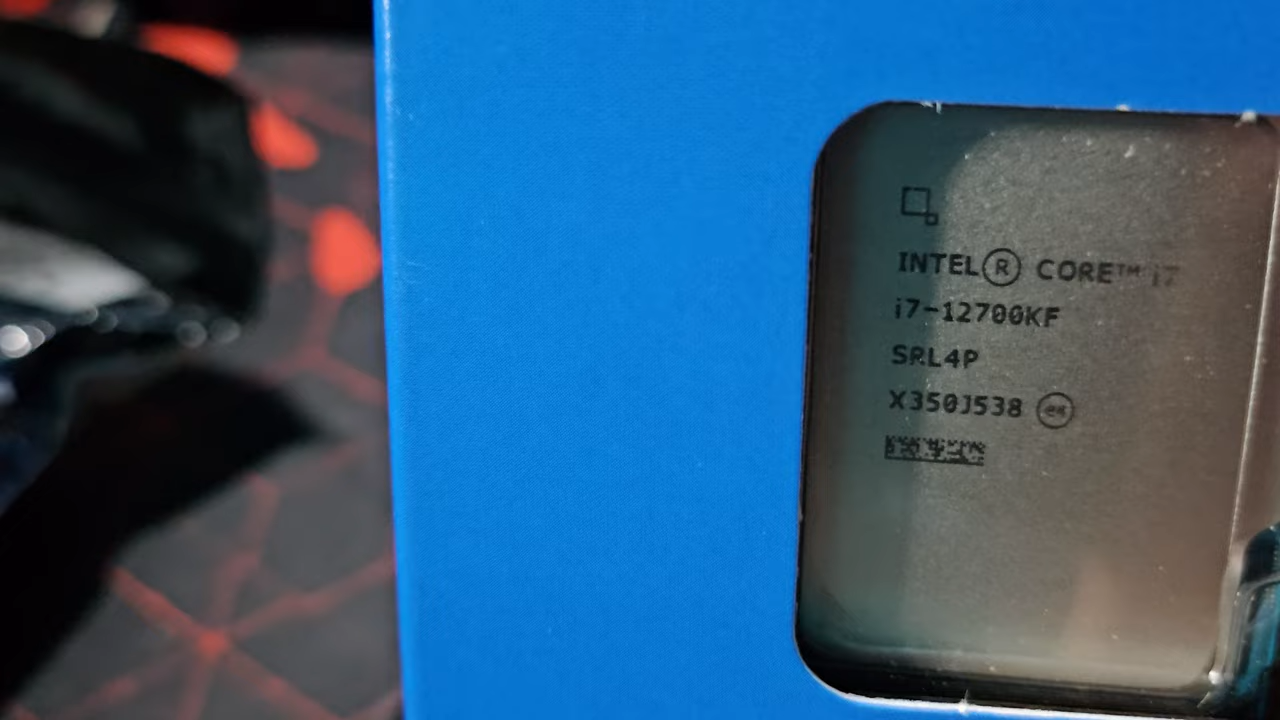 INTEL® CORE™ i7
i7-12700KF
SRL4P
X350J538 e4